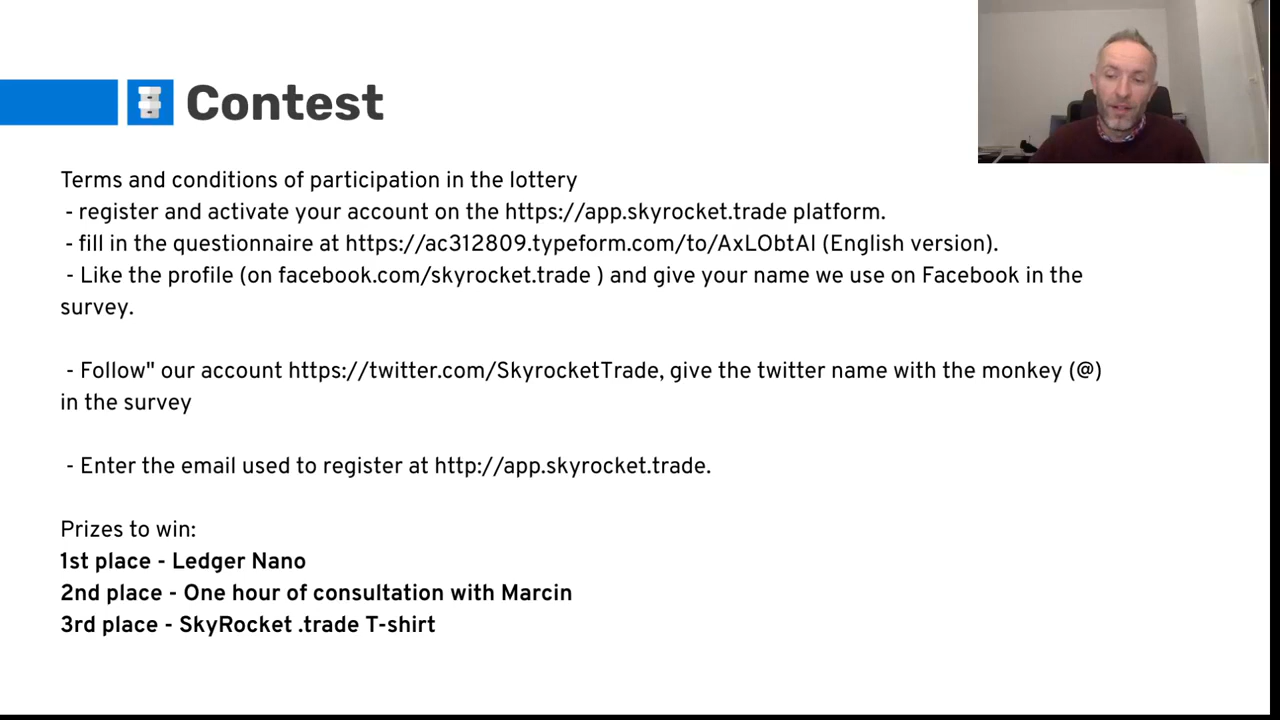 Contest
Terms and conditions of participation in the lottery
- register and activate your account on the https://app.skyrocket.trade platform.
- fill in the questionnaire at https://ac312809.typeform.com/to/AxLObtAl (English version).
- Like the profile (on facebook.com/skyrocket.trade ) and give your name we use on Facebook in the
survey.
- Follow" our account https://twitter.com/SkyrocketTrade, give the twitter name with the monkey (@)
in the survey
- Enter the email used to register at http://app.skyrocket.trade.
Prizes to win:
1st place - Ledger Nano
2nd place - One hour of consultation with Marcin
3rd place - SkyRocket .trade T-shirt